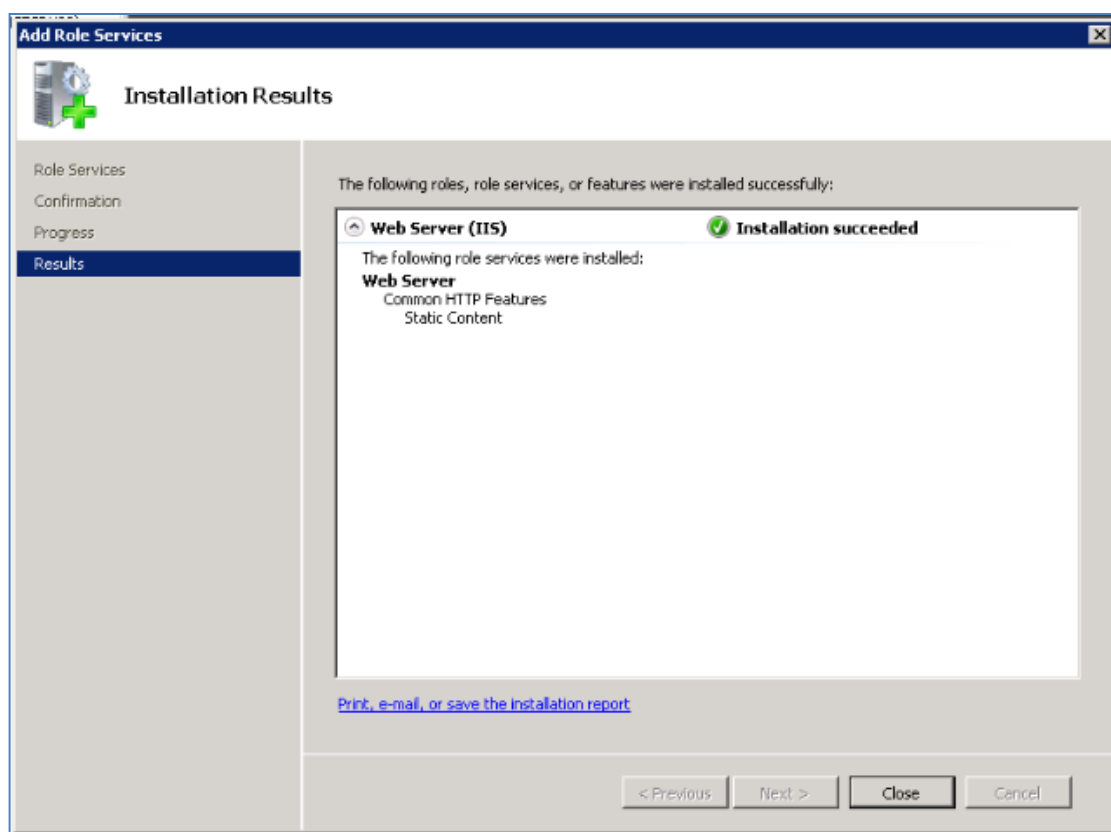 Add Role Services
Installation Results
Role Services
Confirmation
Progress
Results
The following roles, role services, or features were installed successfully:
Web Server (IIS) Installation succeeded
The following role services were installed:
Web Server
Common HTTP Features
Static Content
Print, e-mail, or save the installation report
< Previous Next > Close Cancel